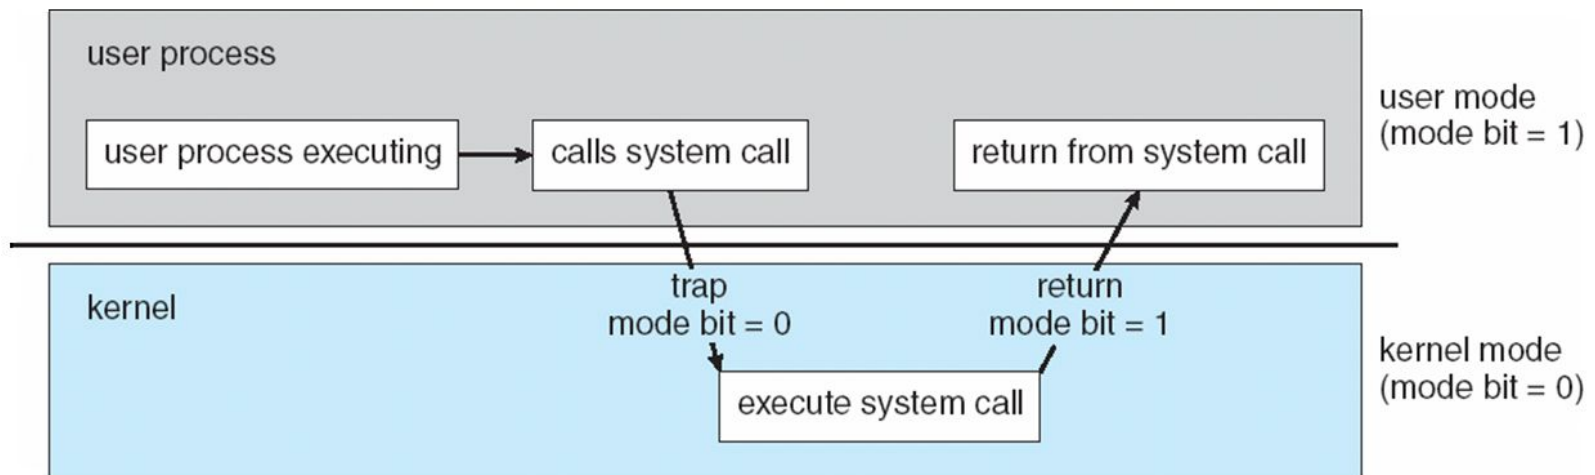 user process
user process executing
calls system call
return from system call
user mode
(mode bit = 1)
kernel
trap
mode bit = 0
return
mode bit = 1
execute system call
kernel mode
(mode bit = 0)